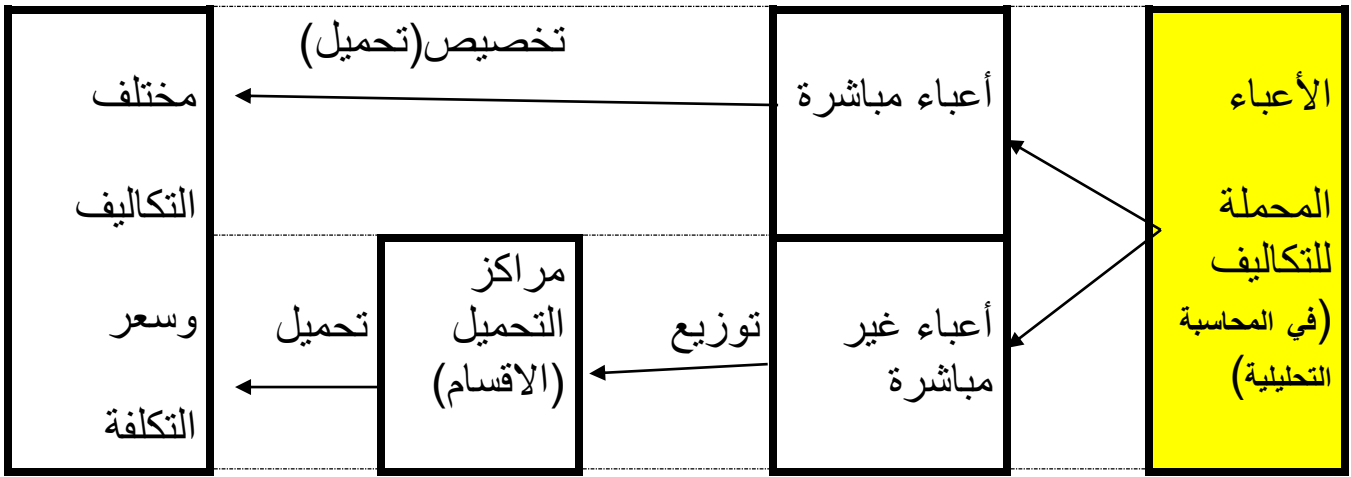 الأعباء
المحملة
للتكاليف
(في المحاسبة
التحليلية)
أعباء مباشرة
تخصيص(تحميل)
أعباء غير
مباشرة
توزيع
مراكز
التحميل
(الاقسام)
تحميل
مختلف
التكاليف
وسعر
التكلفة